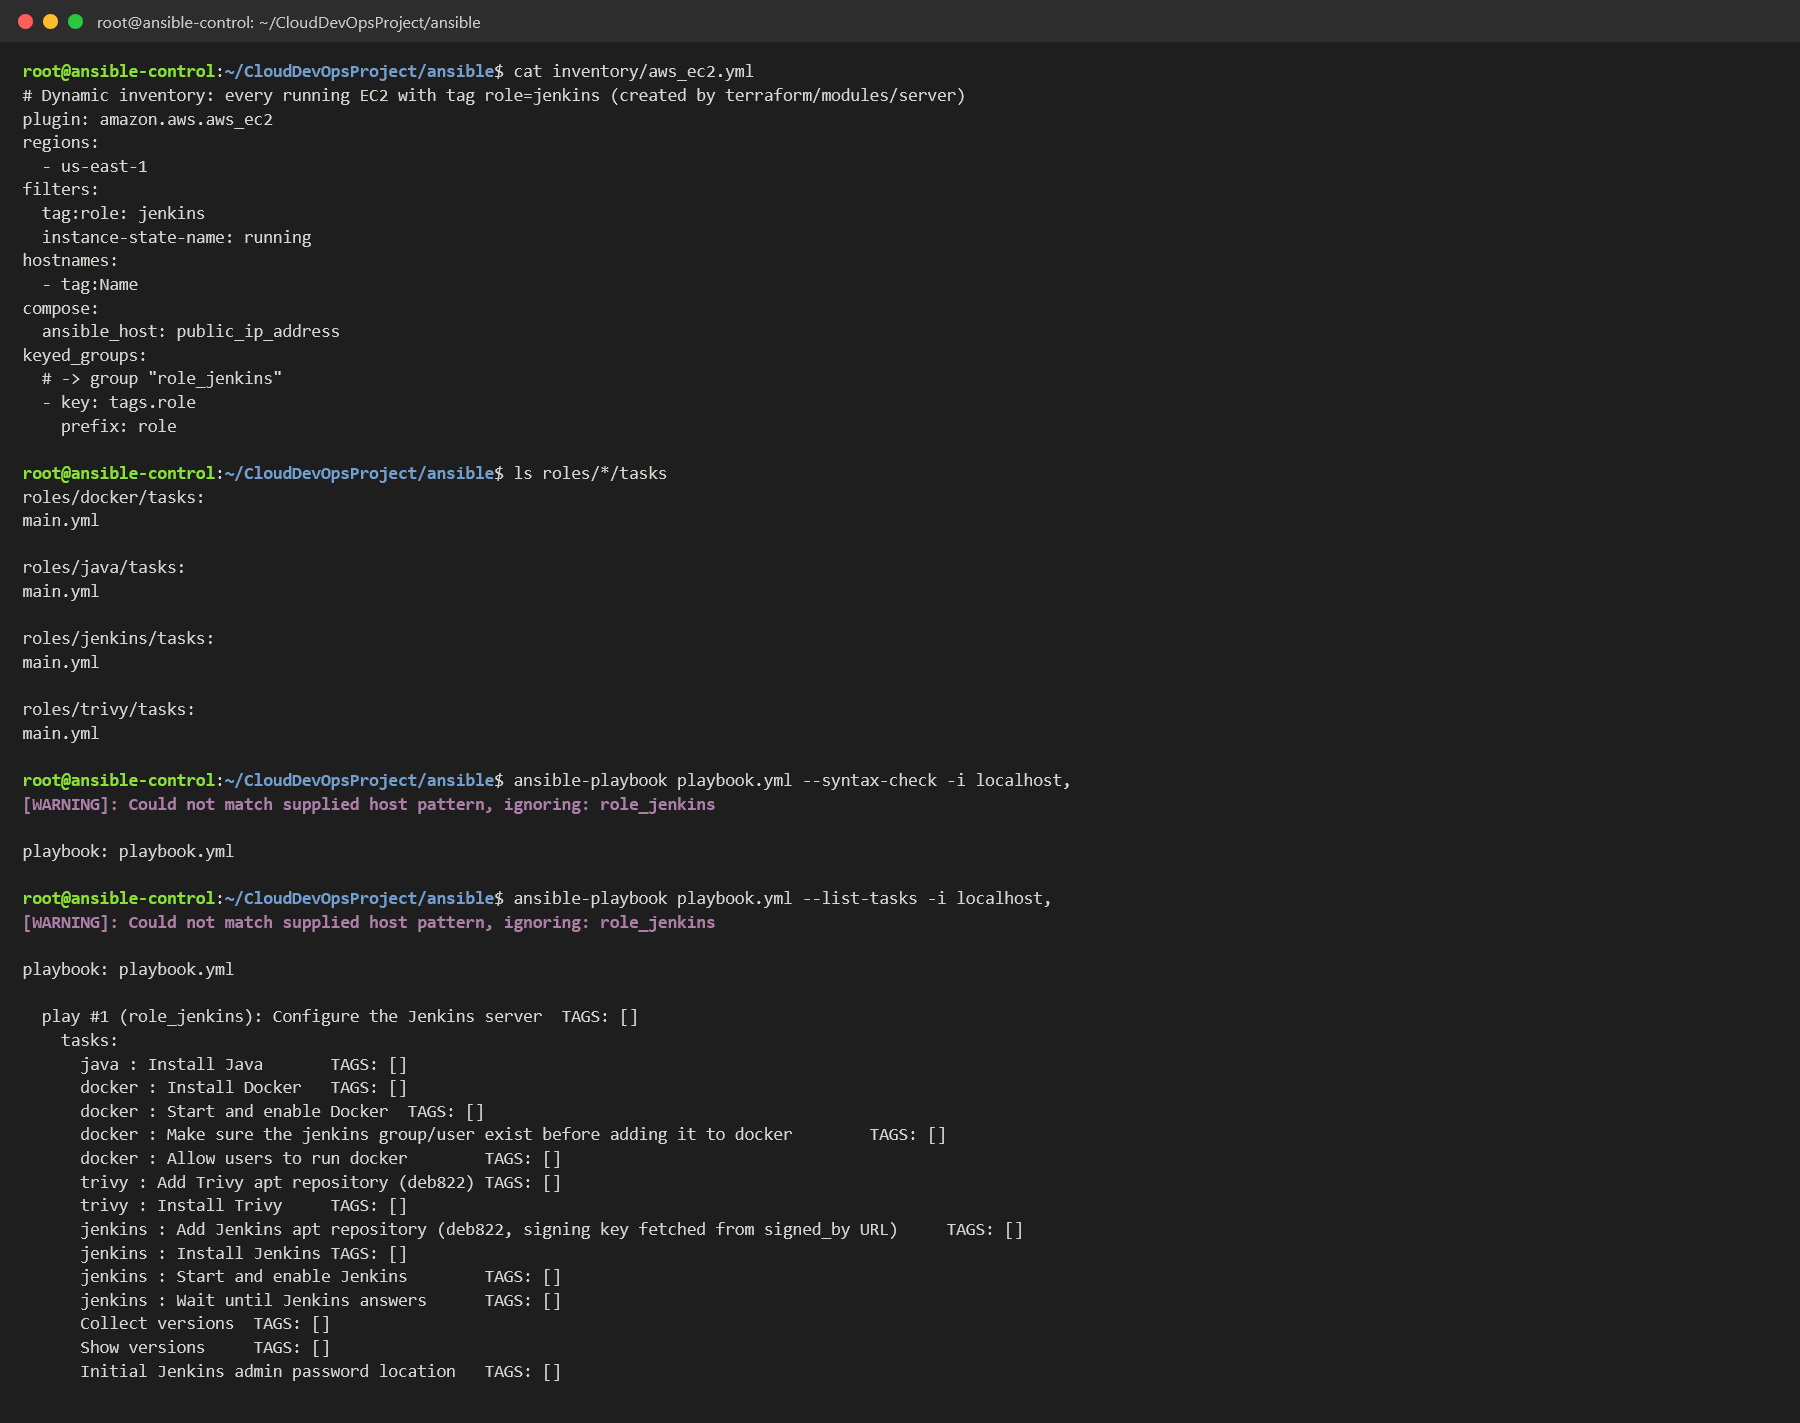 root@ansible-control: ~/CloudDevOpsProject/ansible
root@ansible-control:~/CloudDevOpsProject/ansible$ cat inventory/aws_ec2.yml
# Dynamic inventory: every running EC2 with tag role=jenkins (created by terraform/modules/server)
plugin: amazon.aws.aws_ec2
regions:
  - us-east-1
filters:
  tag:role: jenkins
  instance-state-name: running
hostnames:
  - tag:Name
compose:
  ansible_host: public_ip_address
keyed_groups:
  # -> group "role_jenkins"
  - key: tags.role
    prefix: role
root@ansible-control:~/CloudDevOpsProject/ansible$ ls roles/*/tasks
roles/docker/tasks:
main.yml
roles/java/tasks:
main.yml
roles/jenkins/tasks:
main.yml
roles/trivy/tasks:
main.yml
root@ansible-control:~/CloudDevOpsProject/ansible$ ansible-playbook playbook.yml --syntax-check -i localhost,
[WARNING]: Could not match supplied host pattern, ignoring: role_jenkins
playbook: playbook.yml
root@ansible-control:~/CloudDevOpsProject/ansible$ ansible-playbook playbook.yml --list-tasks -i localhost,
[WARNING]: Could not match supplied host pattern, ignoring: role_jenkins
playbook: playbook.yml
  play #1 (role_jenkins): Configure the Jenkins server  TAGS: []
    tasks:
      java : Install Java       TAGS: []
      docker : Install Docker   TAGS: []
      docker : Start and enable Docker  TAGS: []
      docker : Make sure the jenkins group/user exist before adding it to docker        TAGS: []
      docker : Allow users to run docker        TAGS: []
      trivy : Add Trivy apt repository (deb822) TAGS: []
      trivy : Install Trivy     TAGS: []
      jenkins : Add Jenkins apt repository (deb822, signing key fetched from signed_by URL)     TAGS: []
      jenkins : Install Jenkins TAGS: []
      jenkins : Start and enable Jenkins        TAGS: []
      jenkins : Wait until Jenkins answers      TAGS: []
      Collect versions  TAGS: []
      Show versions     TAGS: []
      Initial Jenkins admin password location   TAGS: []